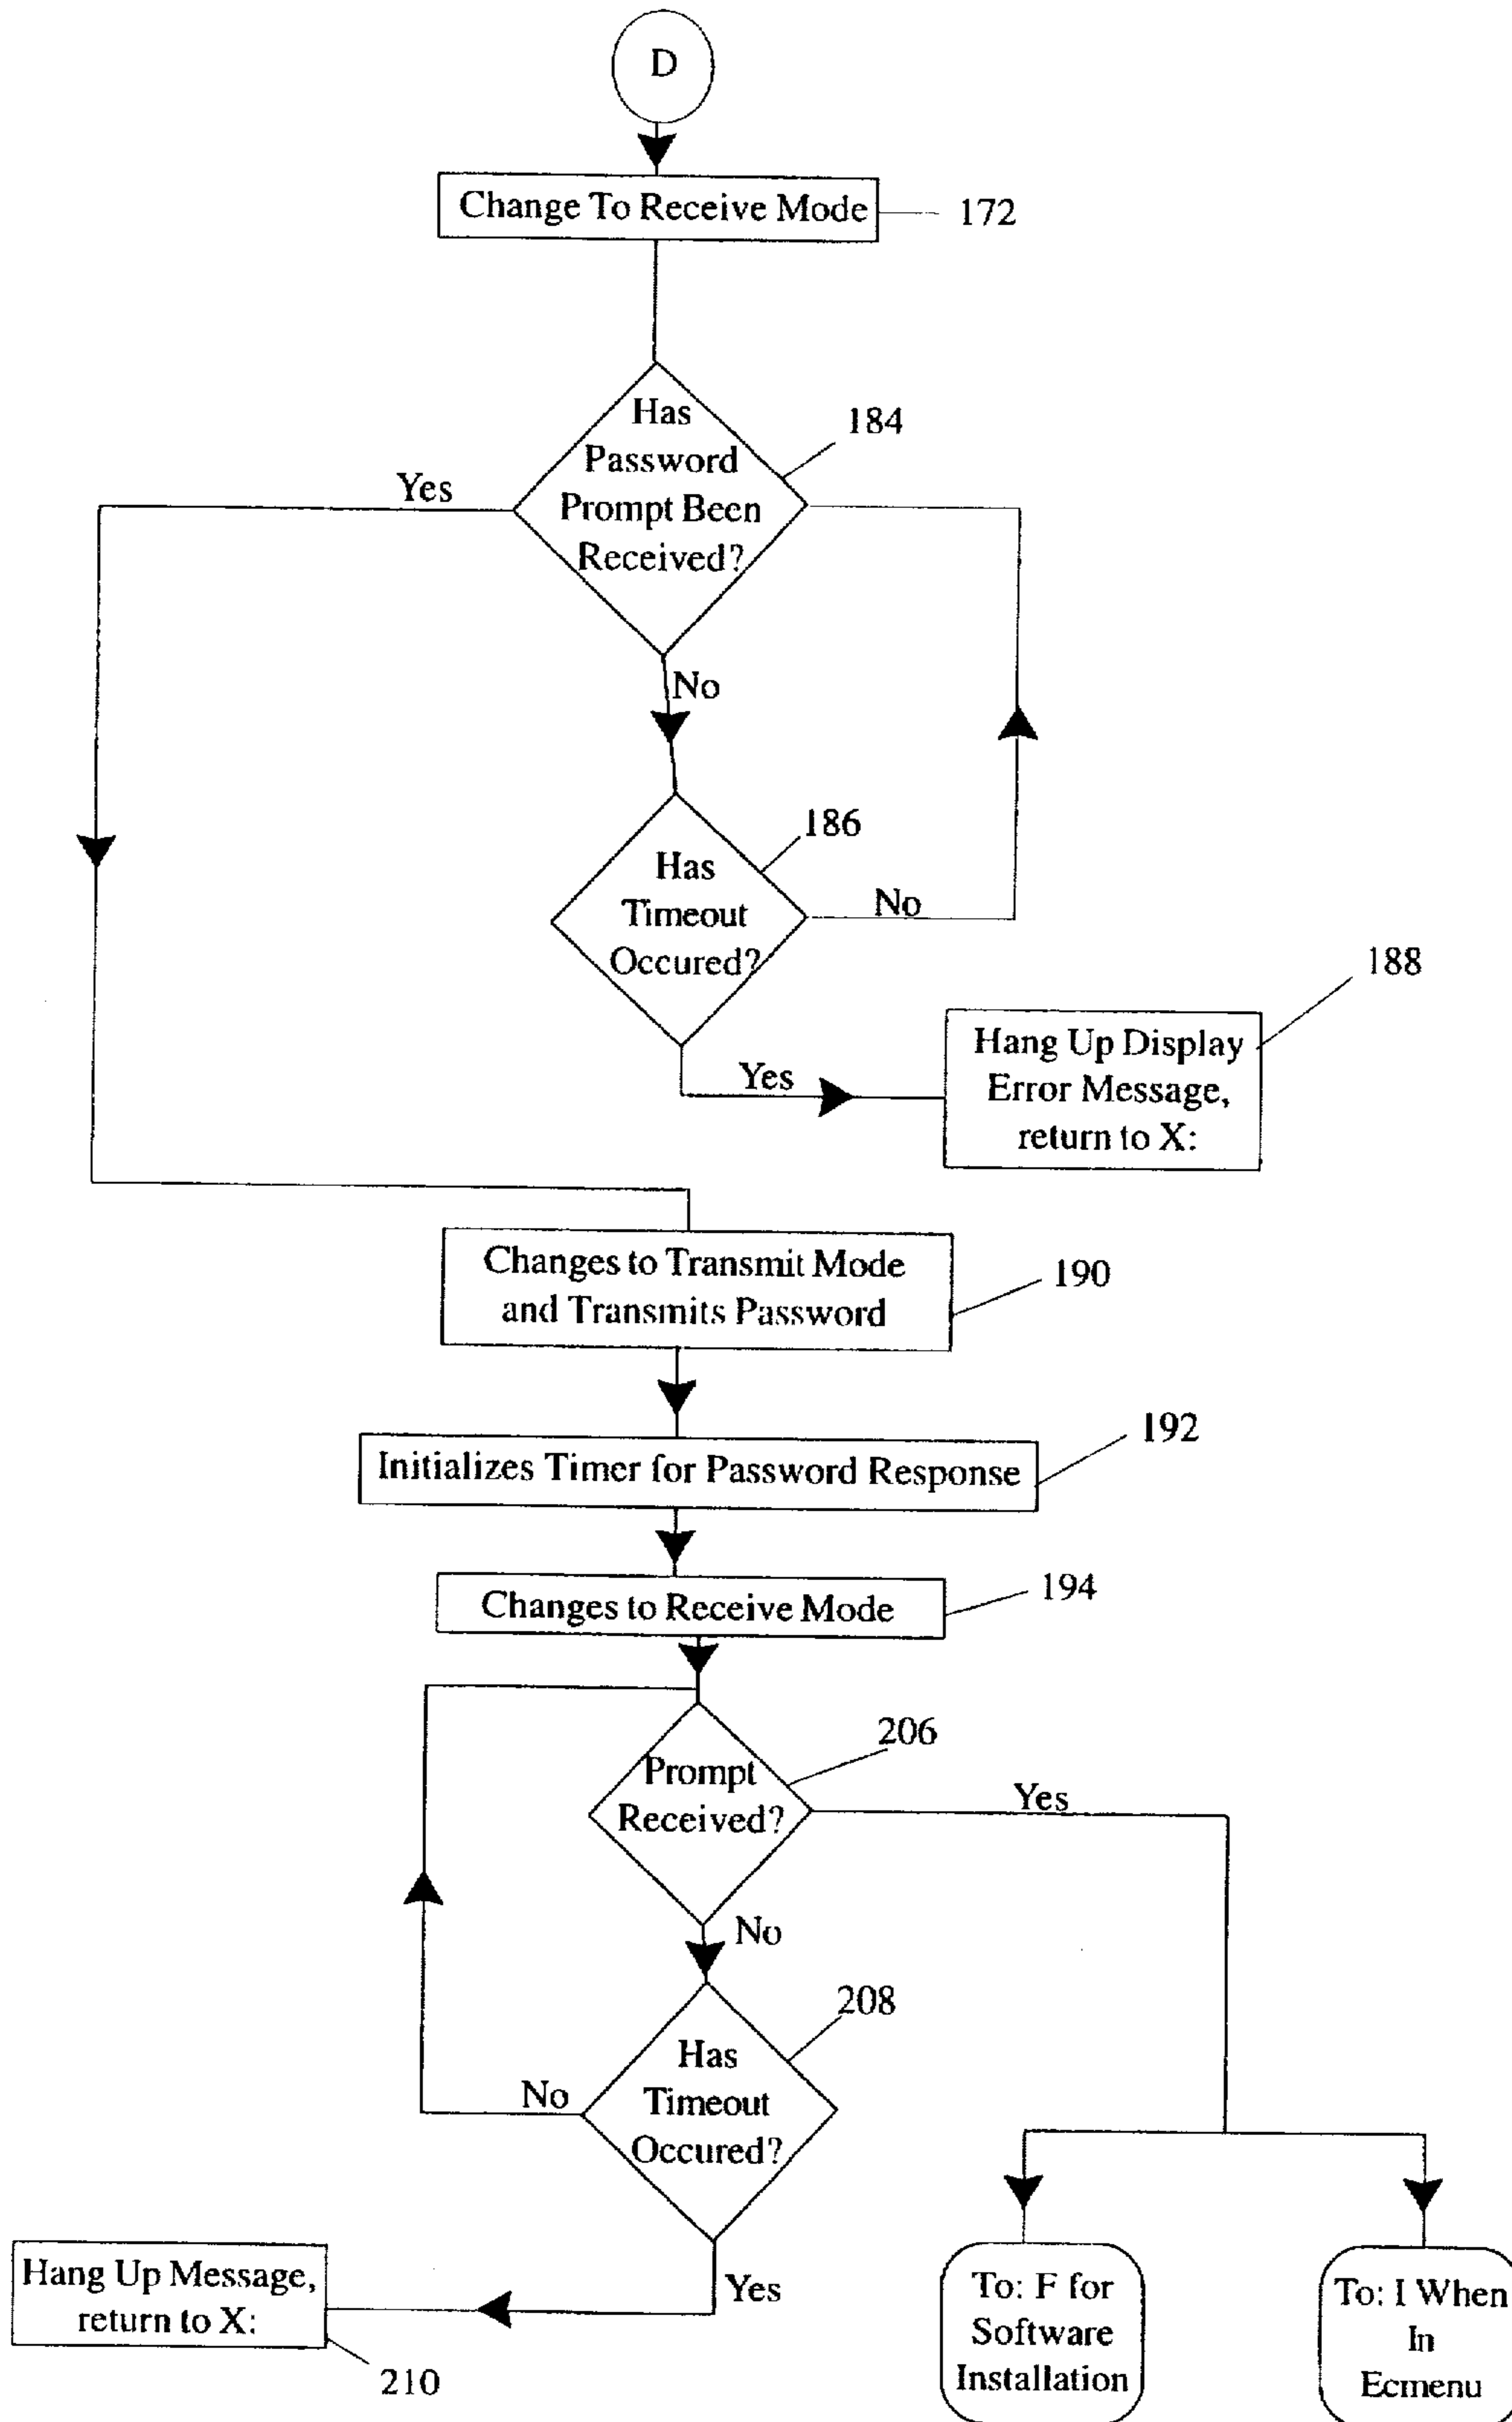 D
Change To Receive Mode
172
Has
Password
Prompt Been
Received?
184
Yes
No
Has
Timeout
Occured?
186
No
Yes
Hang Up Display
Error Message,
return to X:
188
Changes to Transmit Mode
and Transmits Password
190
Initializes Timer for Password Response
192
Changes to Receive Mode
194
Prompt
Received?
206
Yes
No
Has
Timeout
Occured?
208
No
Yes
Hang Up Message,
return to X:
210
To: F for
Software
Installation
To: I When
In
Ecmenu